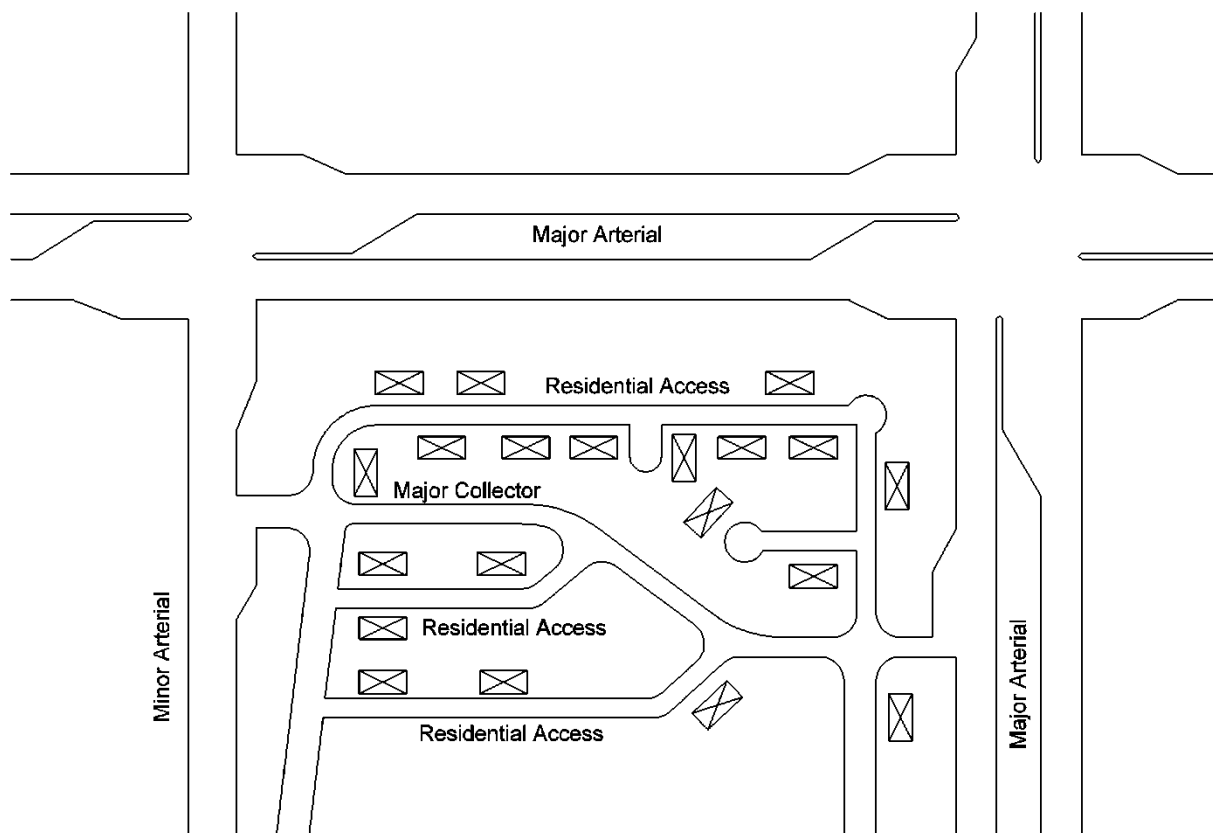 Major Arterial
Residential Access
Major Collector
Residential Access
Minor Arterial
Major Arterial
Residential Access